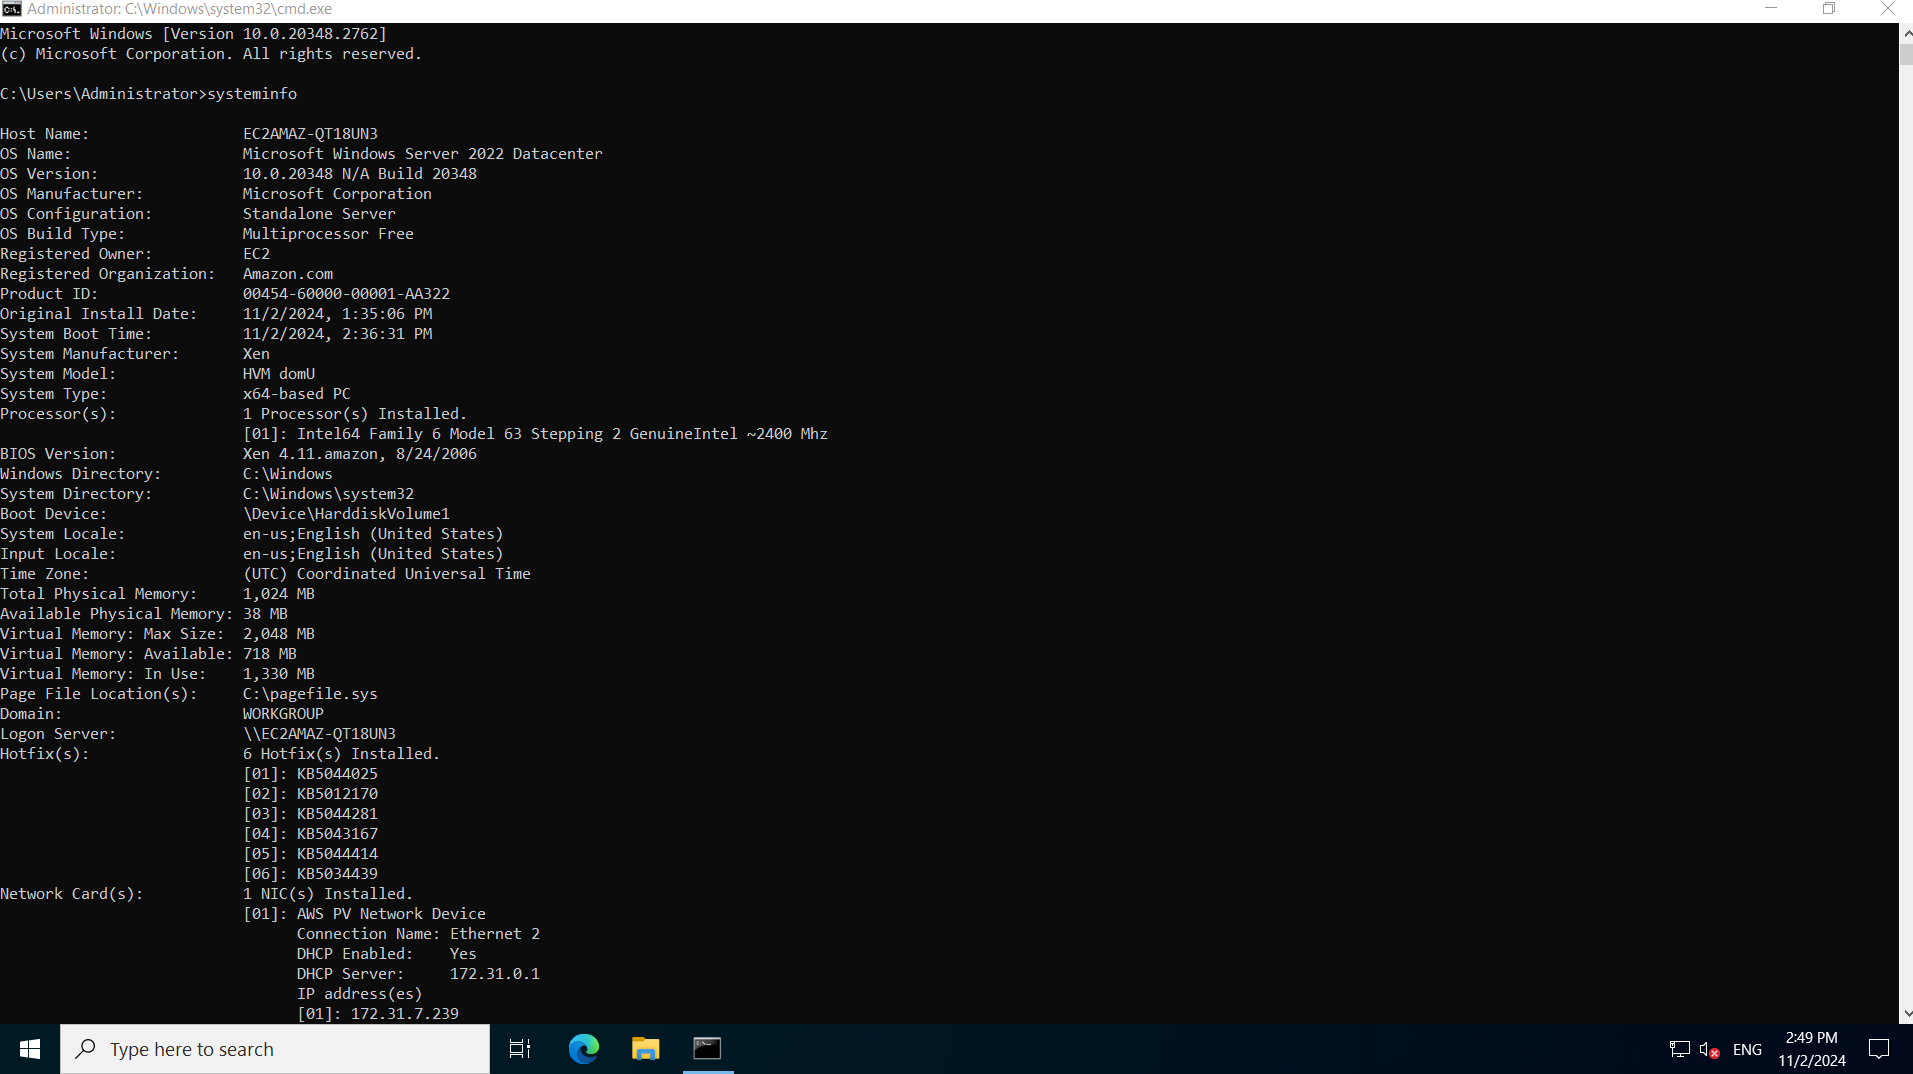 Administrator: C:\Windows\system32\cmd.exe
Microsoft Windows [Version 10.0.20348.2762]
(c) Microsoft Corporation. All rights reserved.
C:\Users\Administrator>systeminfo
Host Name:                 EC2AMAZ-QT18UN3
OS Name:                   Microsoft Windows Server 2022 Datacenter
OS Version:                10.0.20348 N/A Build 20348
OS Manufacturer:           Microsoft Corporation
OS Configuration:          Standalone Server
OS Build Type:             Multiprocessor Free
Registered Owner:          EC2
Registered Organization:   Amazon.com
Product ID:                00454-60000-00001-AA322
Original Install Date:     11/2/2024, 1:35:06 PM
System Boot Time:          11/2/2024, 2:36:31 PM
System Manufacturer:       Xen
System Model:              HVM domU
System Type:               x64-based PC
Processor(s):              1 Processor(s) Installed.
                           [01]: Intel64 Family 6 Model 63 Stepping 2 GenuineIntel ~2400 Mhz
BIOS Version:              Xen 4.11.amazon, 8/24/2006
Windows Directory:         C:\Windows
System Directory:          C:\Windows\system32
Boot Device:               \Device\HarddiskVolume1
System Locale:             en-us;English (United States)
Input Locale:              en-us;English (United States)
Time Zone:                 (UTC) Coordinated Universal Time
Total Physical Memory:     1,024 MB
Available Physical Memory: 38 MB
Virtual Memory: Max Size:  2,048 MB
Virtual Memory: Available: 718 MB
Virtual Memory: In Use:    1,330 MB
Page File Location(s):     C:\pagefile.sys
Domain:                    WORKGROUP
Logon Server:              \\EC2AMAZ-QT18UN3
Hotfix(s):                 6 Hotfix(s) Installed.
                           [01]: KB5044025
                           [02]: KB5012170
                           [03]: KB5044281
                           [04]: KB5043167
                           [05]: KB5044414
                           [06]: KB5034439
Network Card(s):           1 NIC(s) Installed.
                           [01]: AWS PV Network Device
                                 Connection Name: Ethernet 2
                                 DHCP Enabled:    Yes
                                 DHCP Server:     172.31.0.1
                                 IP address(es)
                                 [01]: 172.31.7.239
Type here to search
ENG
2:49 PM
11/2/2024